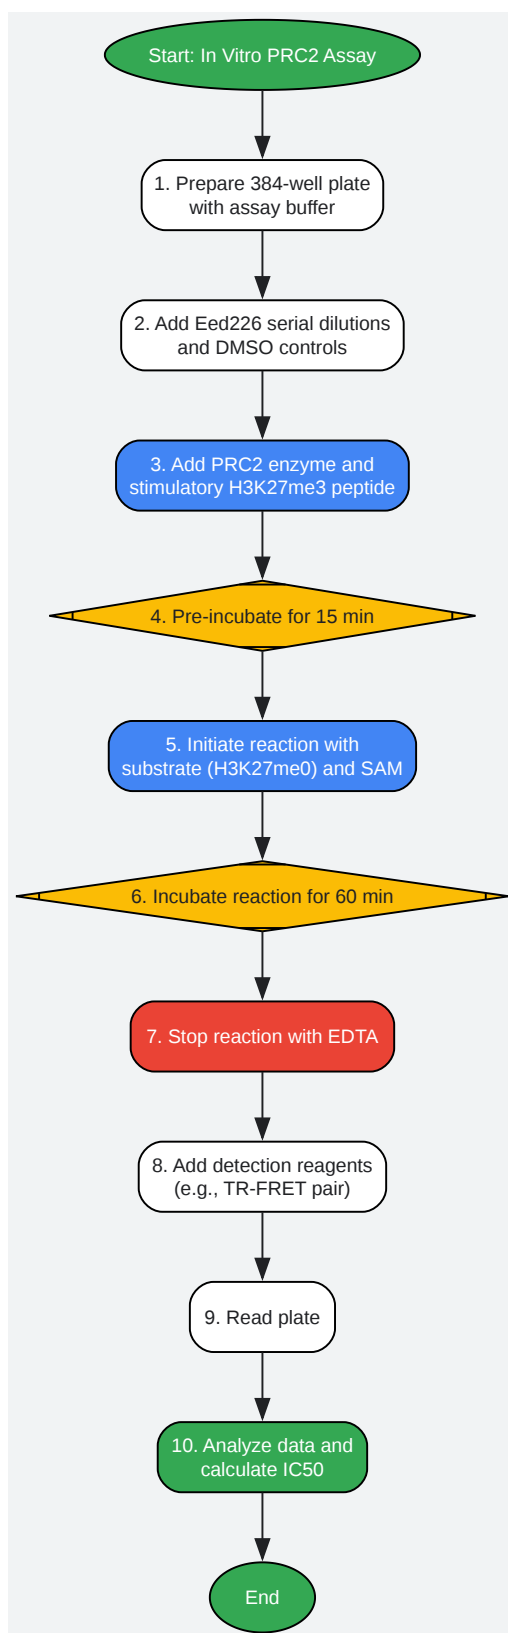 Start: In Vitro PRC2 Assay
1. Prepare 384-well plate
with assay buffer
2. Add Eed226 serial dilutions
and DMSO controls
3. Add PRC2 enzyme and
stimulatory H3K27me3 peptide
4. Pre-incubate for 15 min
5. Initiate reaction with
substrate (H3K27me0) and SAM
6. Incubate reaction for 60 min
7. Stop reaction with EDTA
8. Add detection reagents
(e.g., TR-FRET pair)
9. Read plate
10. Analyze data and
calculate IC50
End